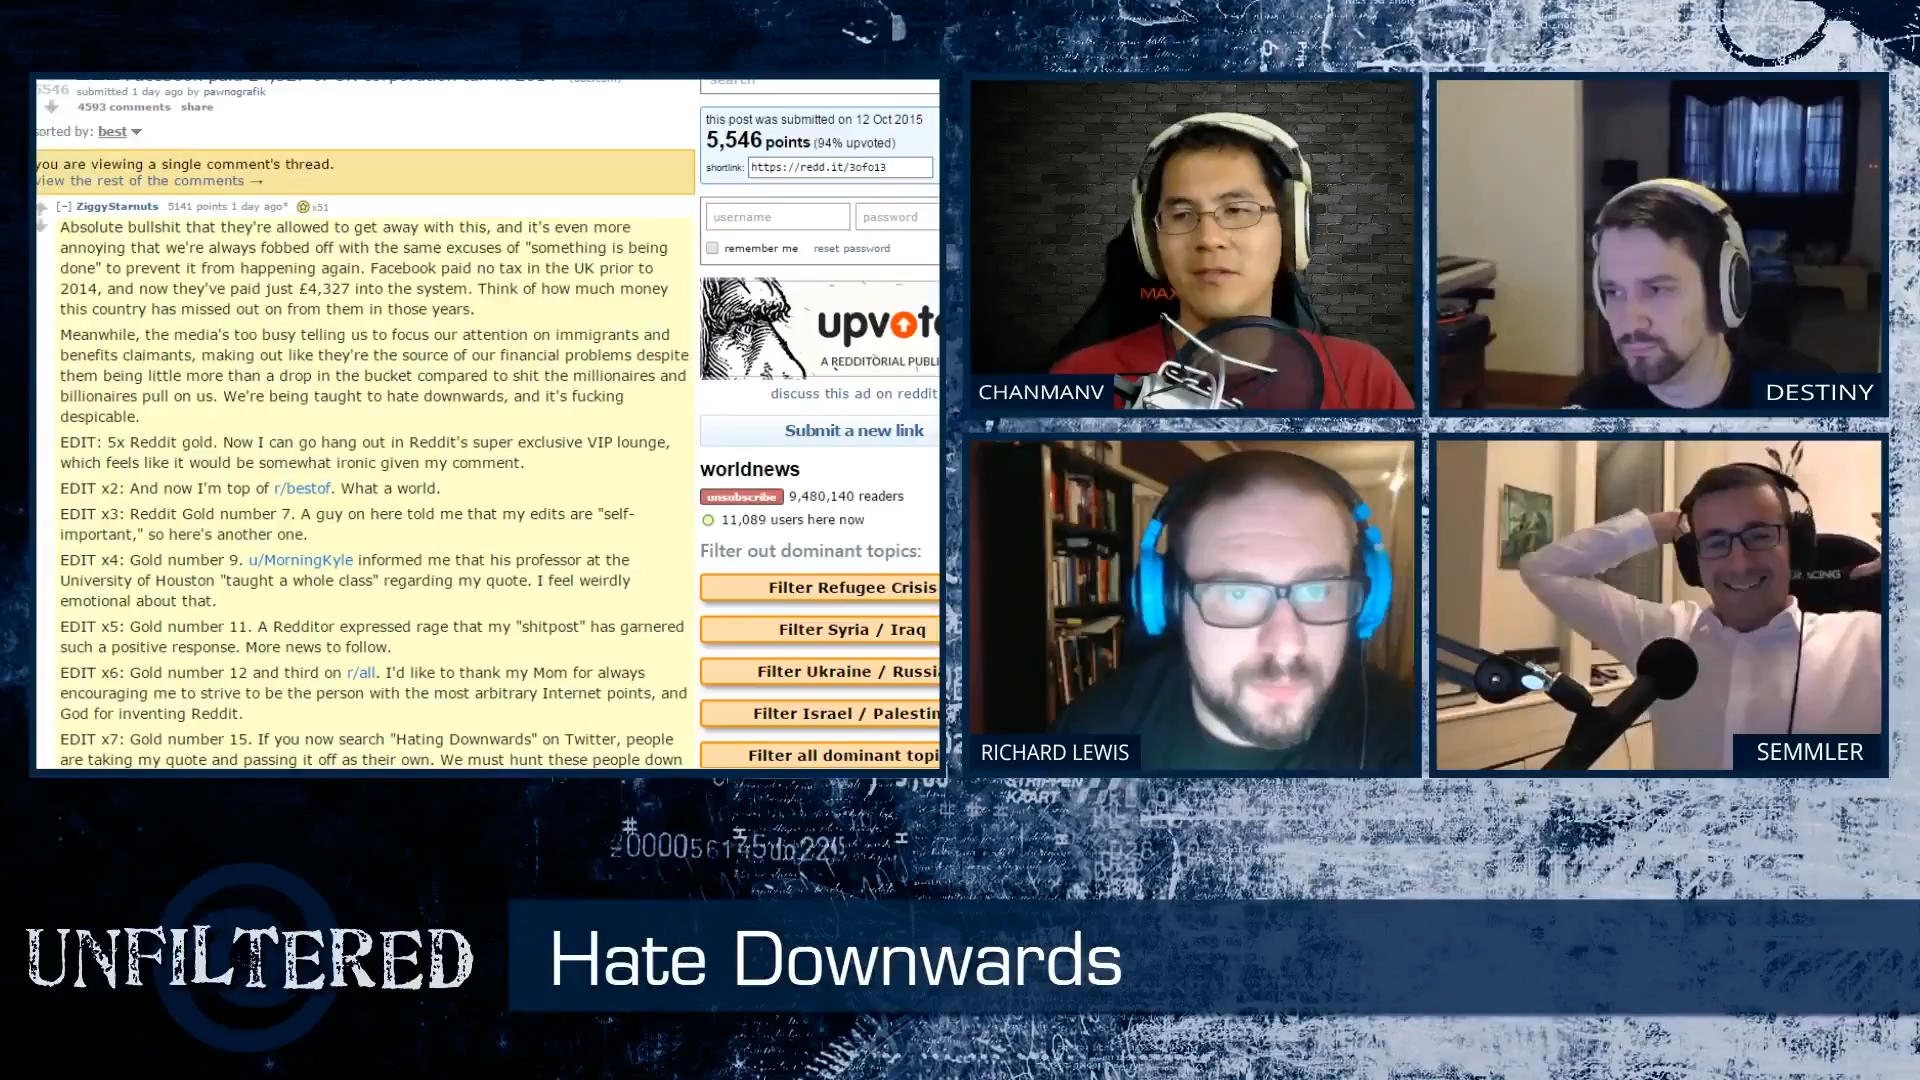 5546
submitted 1 day ago by pawnografik
4593 comments share
sorted by: best
you are viewing a single comment's thread.
view the rest of the comments →
[–] ZiggyStarnuts 5141 points 1 day ago* x51
Absolute bullshit that they're allowed to get away with this, and it's even more
annoying that we're always fobbed off with the same excuses of "something is being
done" to prevent it from happening again. Facebook paid no tax in the UK prior to
2014, and now they've paid just £4,327 into the system. Think of how much money
this country has missed out on from them in those years.
Meanwhile, the media's too busy telling us to focus our attention on immigrants and
benefits claimants, making out like they're the source of our financial problems despite
them being little more than a drop in the bucket compared to shit the millionaires and
billionaires pull on us. We're being taught to hate downwards, and it's fucking
despicable.
EDIT: 5x Reddit gold. Now I can go hang out in Reddit's super exclusive VIP lounge,
which feels like it would be somewhat ironic given my comment.
EDIT x2: And now I'm top of r/bestof. What a world.
EDIT x3: Reddit Gold number 7. A guy on here told me that my edits are "self-
important," so here's another one.
EDIT x4: Gold number 9. u/MorningKyle informed me that his professor at the
University of Houston "taught a whole class" regarding my quote. I feel weirdly
emotional about that.
EDIT x5: Gold number 11. A Redditor expressed rage that my "shitpost" has garnered
such a positive response. More news to follow.
EDIT x6: Gold number 12 and third on r/all. I'd like to thank my Mom for always
encouraging me to strive to be the person with the most arbitrary Internet points, and
God for inventing Reddit.
EDIT x7: Gold number 15. If you now search "Hating Downwards" on Twitter, people
are taking my quote and passing it off as their own. We must hunt these people down
search
this post was submitted on 12 Oct 2015
5,546 points (94% upvoted)
shortlink: https://redd.it/3ofo13
username password
remember me reset password
upvote
A REDDITORIAL PUBLI
discuss this ad on reddit
Submit a new link
worldnews
unsubscribe 9,480,140 readers
11,089 users here now
Filter out dominant topics:
Filter Refugee Crisis
Filter Syria / Iraq
Filter Ukraine / Russia
Filter Israel / Palestin
Filter all dominant topi
MAX
CHANMANV
DESTINY
RICHARD LEWIS
RACING
SEMMLER
UNFILTERED
Hate Downwards